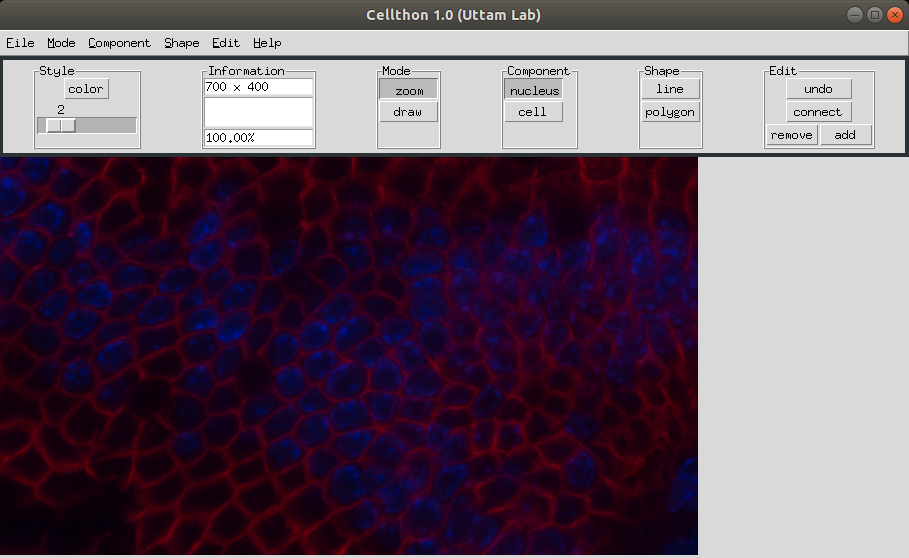 Cellthon 1.0 (Uttam Lab)
File Mode Component Shape Edit Help
Style Information Mode Component Shape Edit
color 700 x 400 zoom nucleus line undo
2 draw cell polygon connect
100.00% remove add